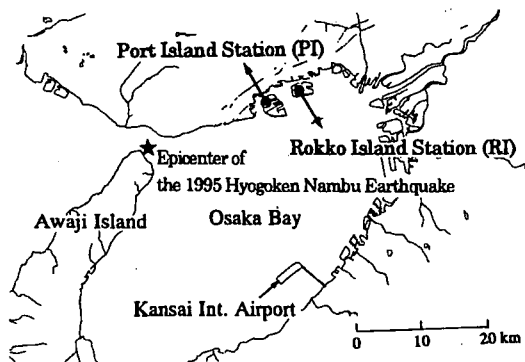 Port Island Station (PI)
Rokko Island Station (RI)
Epicenter of
the 1995 Hyogoken Nambu Earthquake
Awaji Island
Osaka Bay
Kansai Int. Airport
0 10 20 km